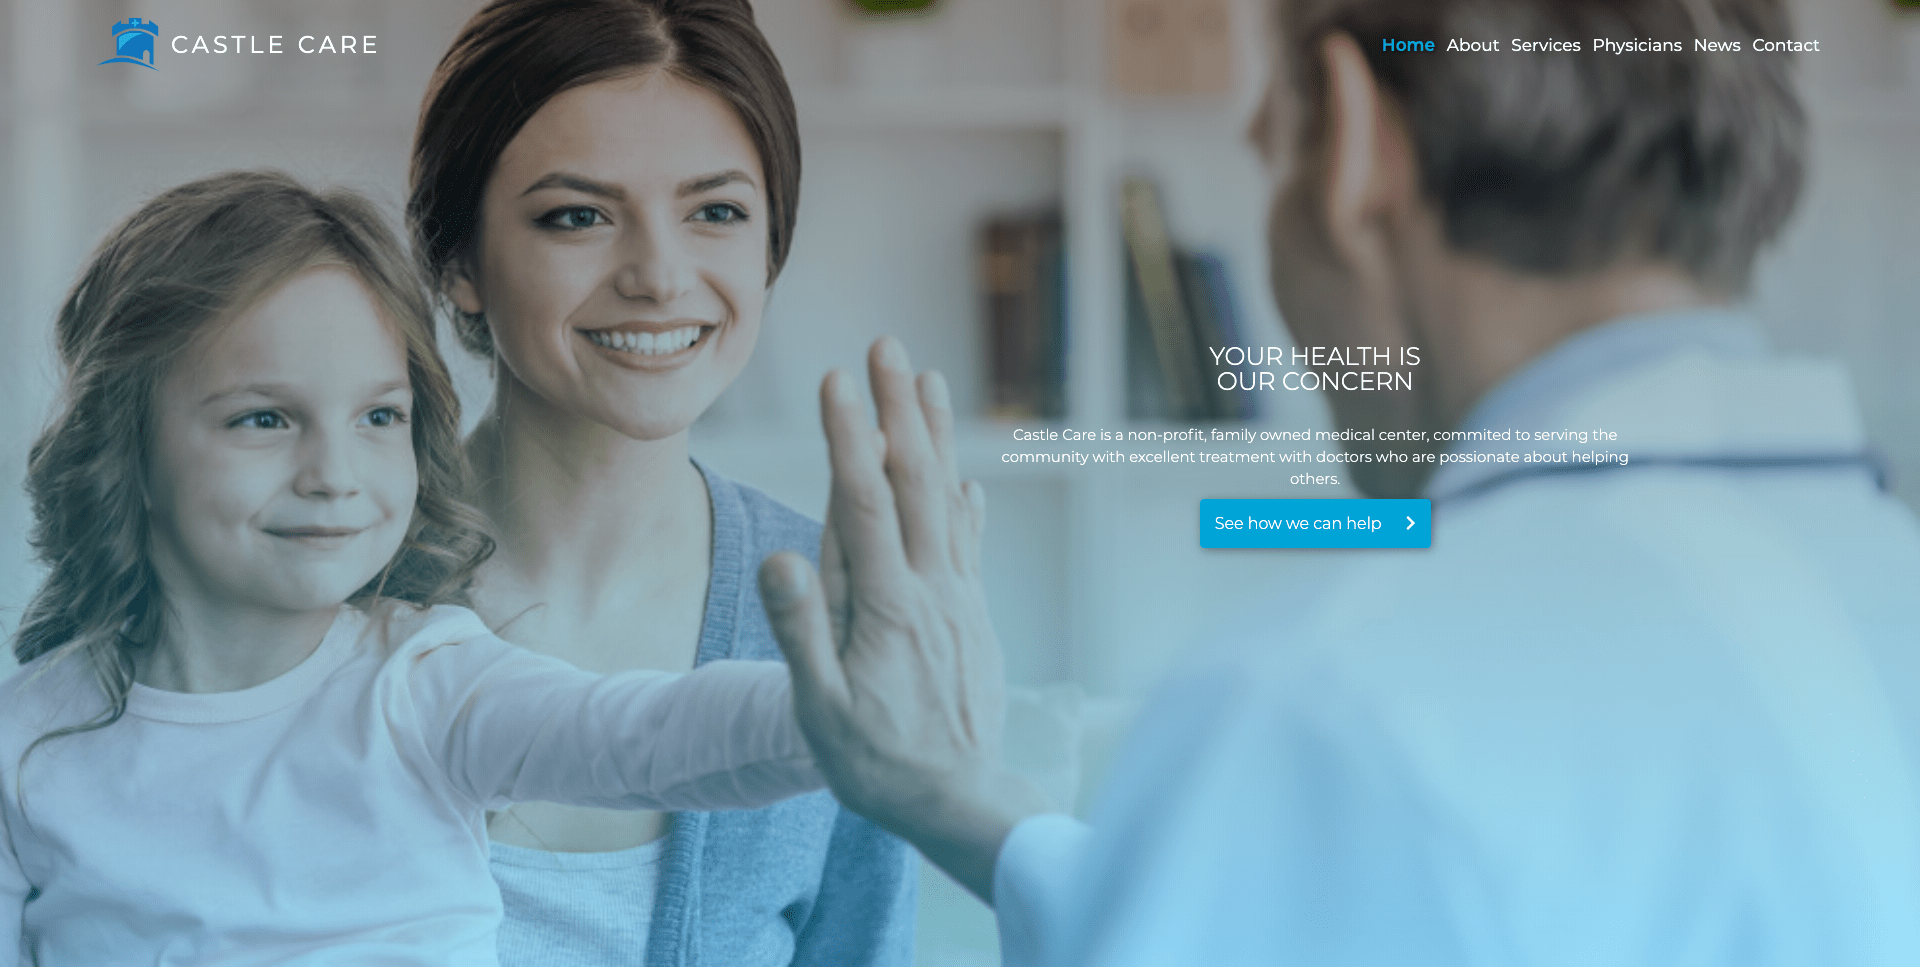 CASTLE CARE
Home About Services Physicians News Contact
YOUR HEALTH IS
OUR CONCERN
Castle Care is a non-profit, family owned medical center, commited to serving the
community with excellent treatment with doctors who are possionate about helping
others.
See how we can help